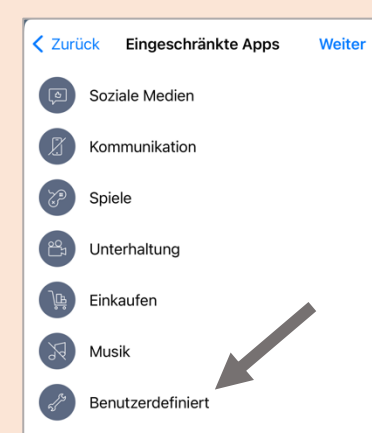 Zurück Eingeschränkte Apps Weiter
Soziale Medien
Kommunikation
Spiele
Unterhaltung
Einkaufen
Musik
Benutzerdefiniert